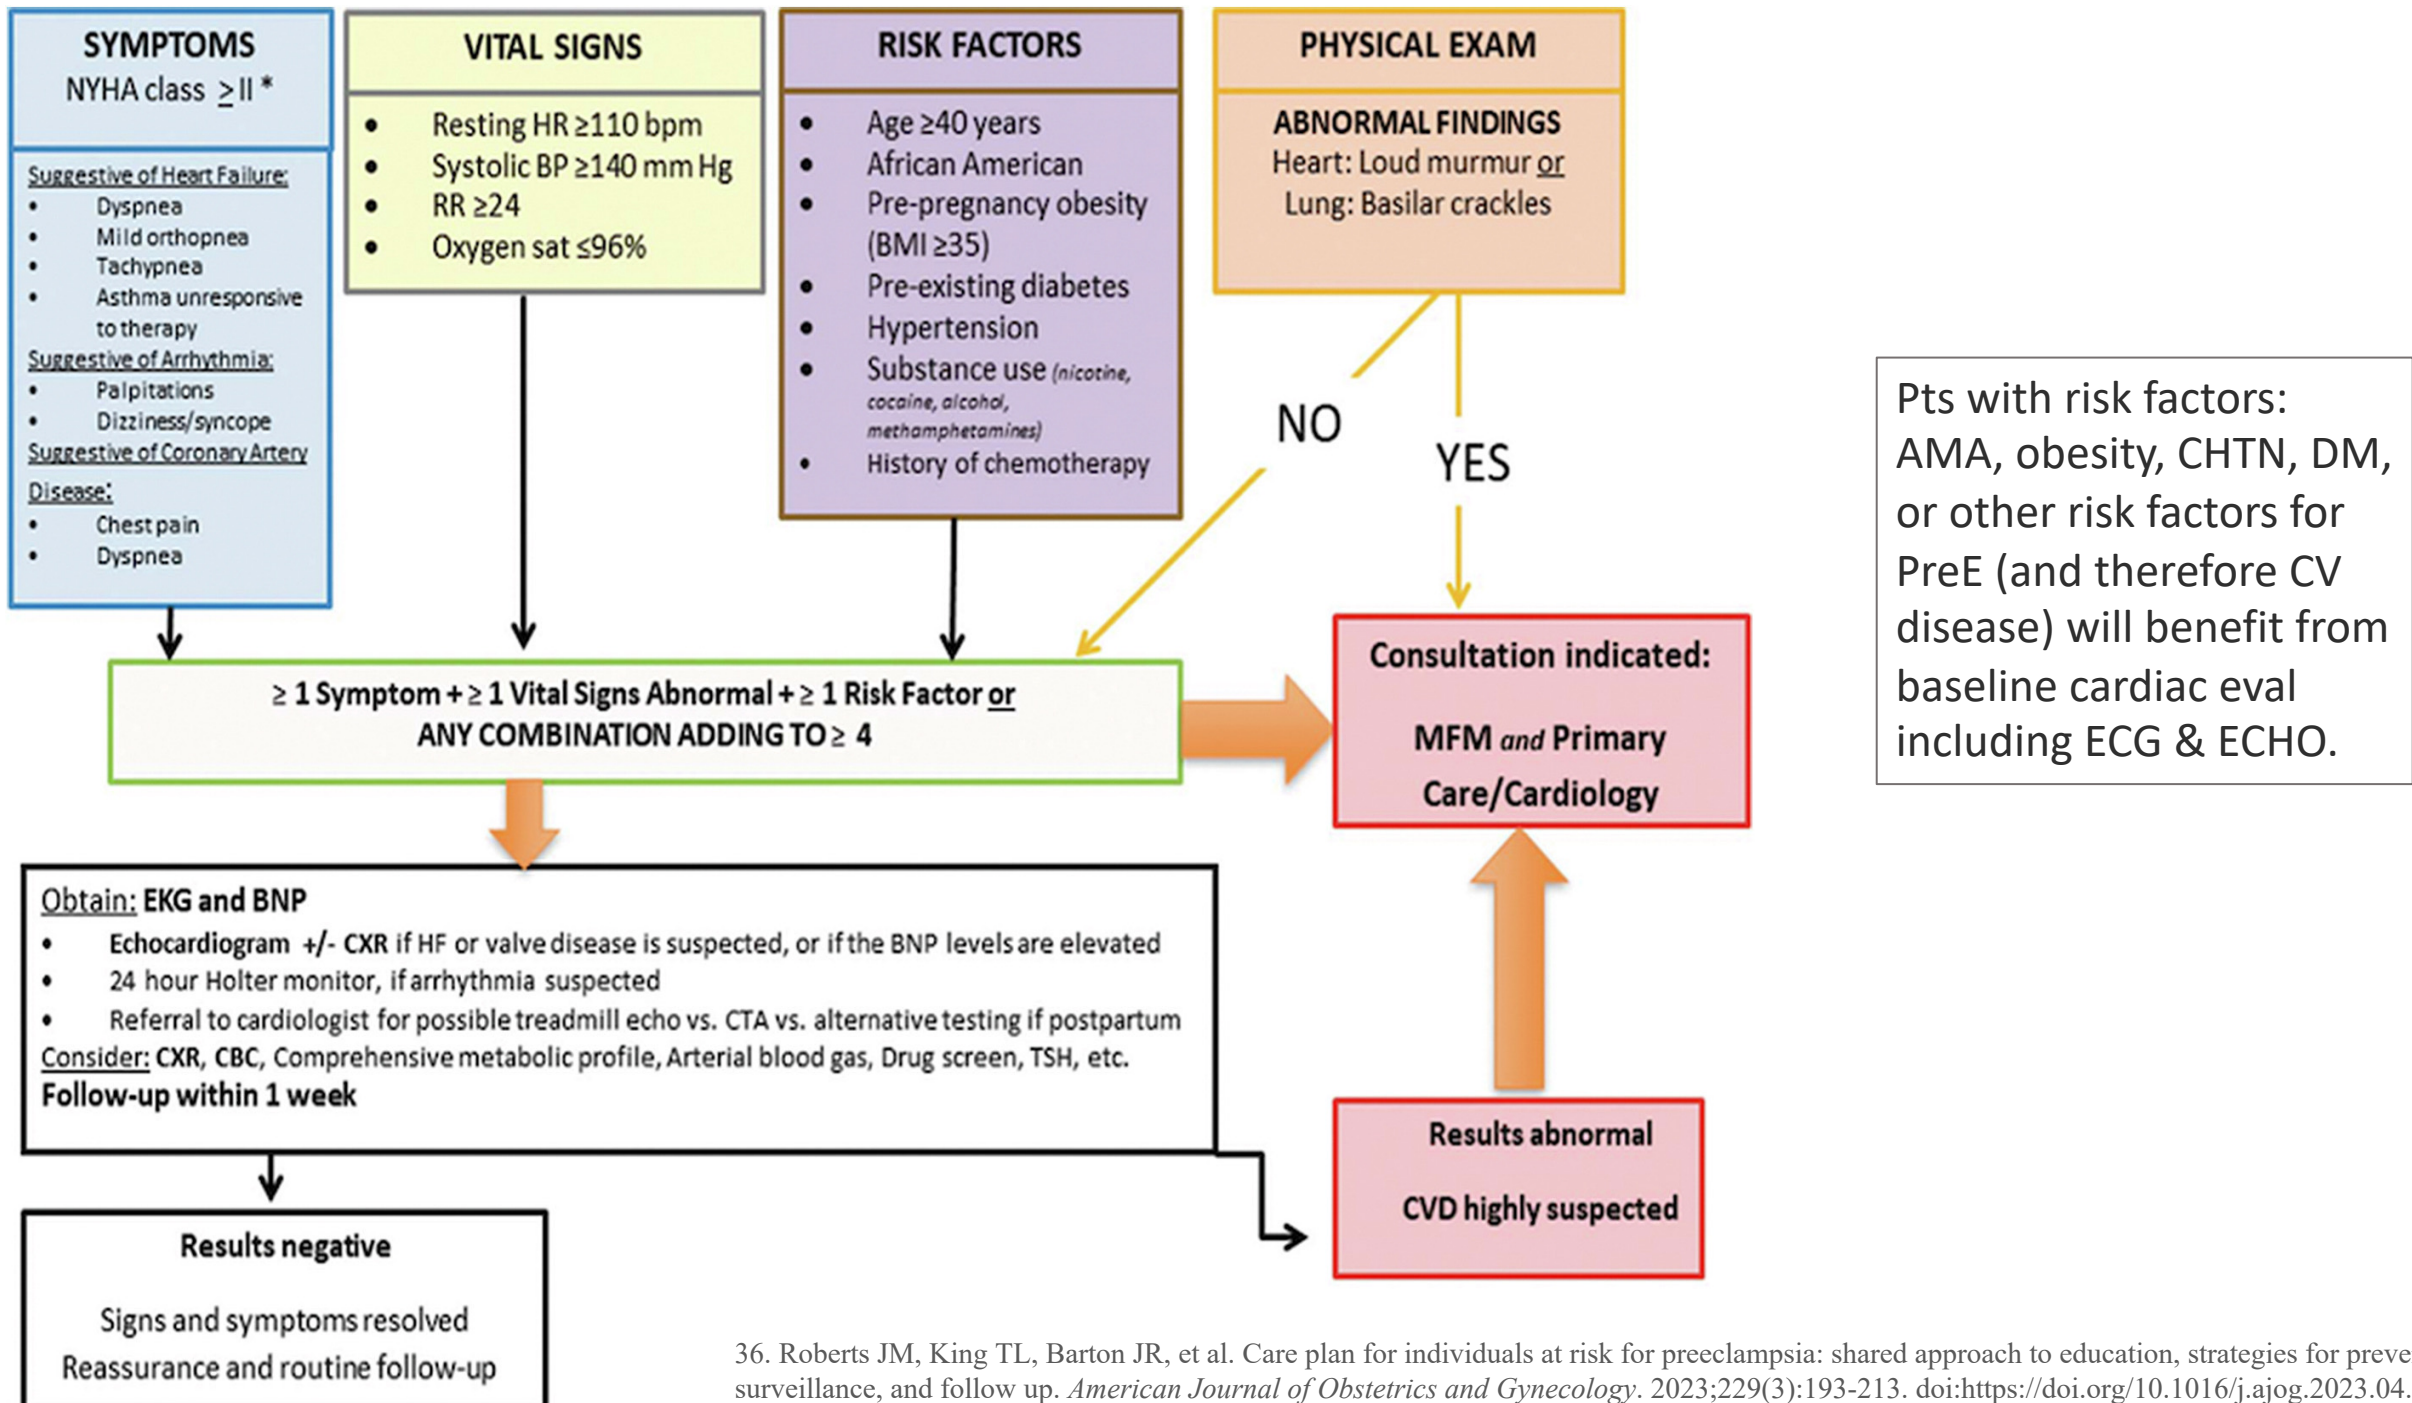 SYMPTOMS
NYHA class ≥ II *
Suggestive of Heart Failure:
• Dyspnea
• Mild orthopnea
• Tachypnea
• Asthma unresponsive
to therapy
Suggestive of Arrhythmia:
• Palpitations
• Dizziness/syncope
Suggestive of Coronary Artery
Disease:
• Chest pain
• Dyspnea
VITAL SIGNS
• Resting HR ≥110 bpm
• Systolic BP ≥140 mm Hg
• RR ≥24
• Oxygen sat ≤96%
RISK FACTORS
• Age ≥40 years
• African American
• Pre-pregnancy obesity
(BMI ≥35)
• Pre-existing diabetes
• Hypertension
• Substance use (nicotine,
cocaine, alcohol,
methamphetamines)
• History of chemotherapy
PHYSICAL EXAM
ABNORMAL FINDINGS
Heart: Loud murmur or
Lung: Basilar crackles
NO
YES
≥ 1 Symptom + ≥ 1 Vital Signs Abnormal + ≥ 1 Risk Factor or
ANY COMBINATION ADDING TO ≥ 4
Consultation indicated:
MFM and Primary
Care/Cardiology
Pts with risk factors:
AMA, obesity, CHTN, DM,
or other risk factors for
PreE (and therefore CV
disease) will benefit from
baseline cardiac eval
including ECG & ECHO.
Obtain: EKG and BNP
• Echocardiogram +/- CXR if HF or valve disease is suspected, or if the BNP levels are elevated
• 24 hour Holter monitor, if arrhythmia suspected
• Referral to cardiologist for possible treadmill echo vs. CTA vs. alternative testing if postpartum
Consider: CXR, CBC, Comprehensive metabolic profile, Arterial blood gas, Drug screen, TSH, etc.
Follow-up within 1 week
Results abnormal
CVD highly suspected
Results negative
Signs and symptoms resolved
Reassurance and routine follow-up
36. Roberts JM, King TL, Barton JR, et al. Care plan for individuals at risk for preeclampsia: shared approach to education, strategies for preve
surveillance, and follow up. American Journal of Obstetrics and Gynecology. 2023;229(3):193-213. doi:https://doi.org/10.1016/j.ajog.2023.04.